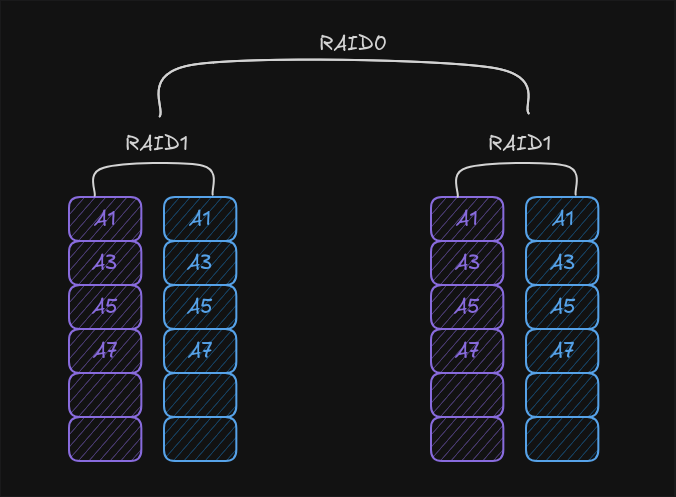 RAID0
RAID1 RAID1
A1 A1 A1 A1
A3 A3 A3 A3
A5 A5 A5 A5
A7 A7 A7 A7